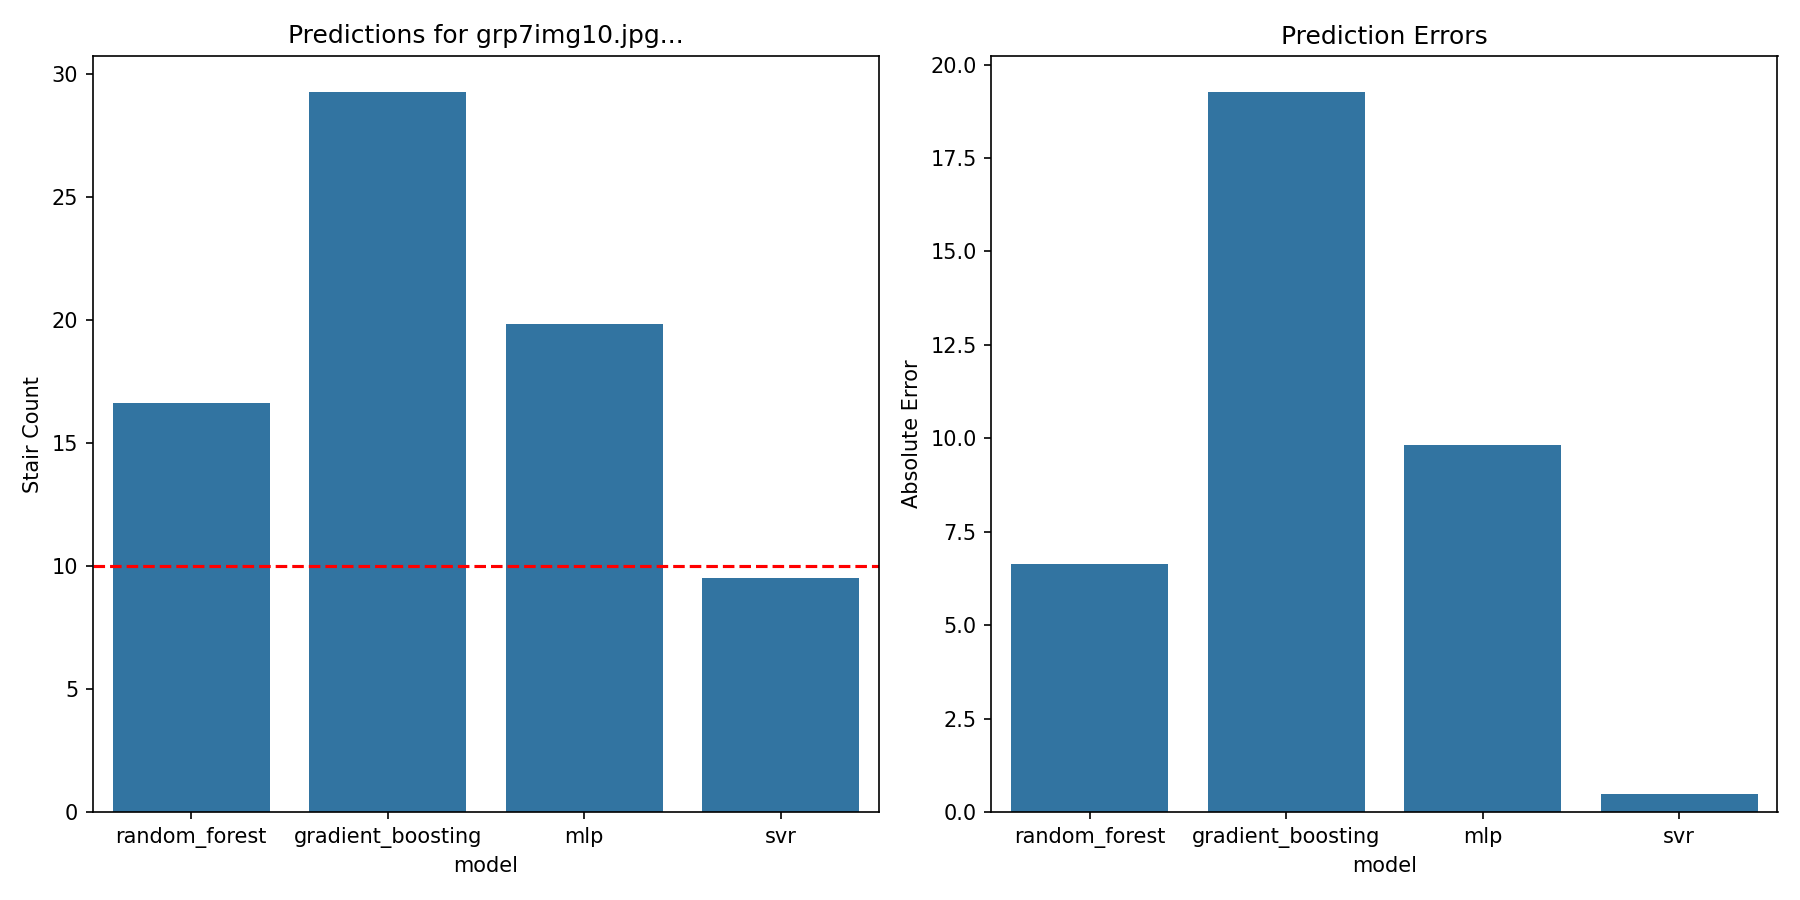 Predictions for grp7img10.jpg...
30
25
20
15
10
5
0
Stair Count
random_forest gradient_boosting mlp svr
model
Prediction Errors
20.0
17.5
15.0
12.5
10.0
7.5
5.0
2.5
0.0
Absolute Error
random_forest gradient_boosting mlp svr
model